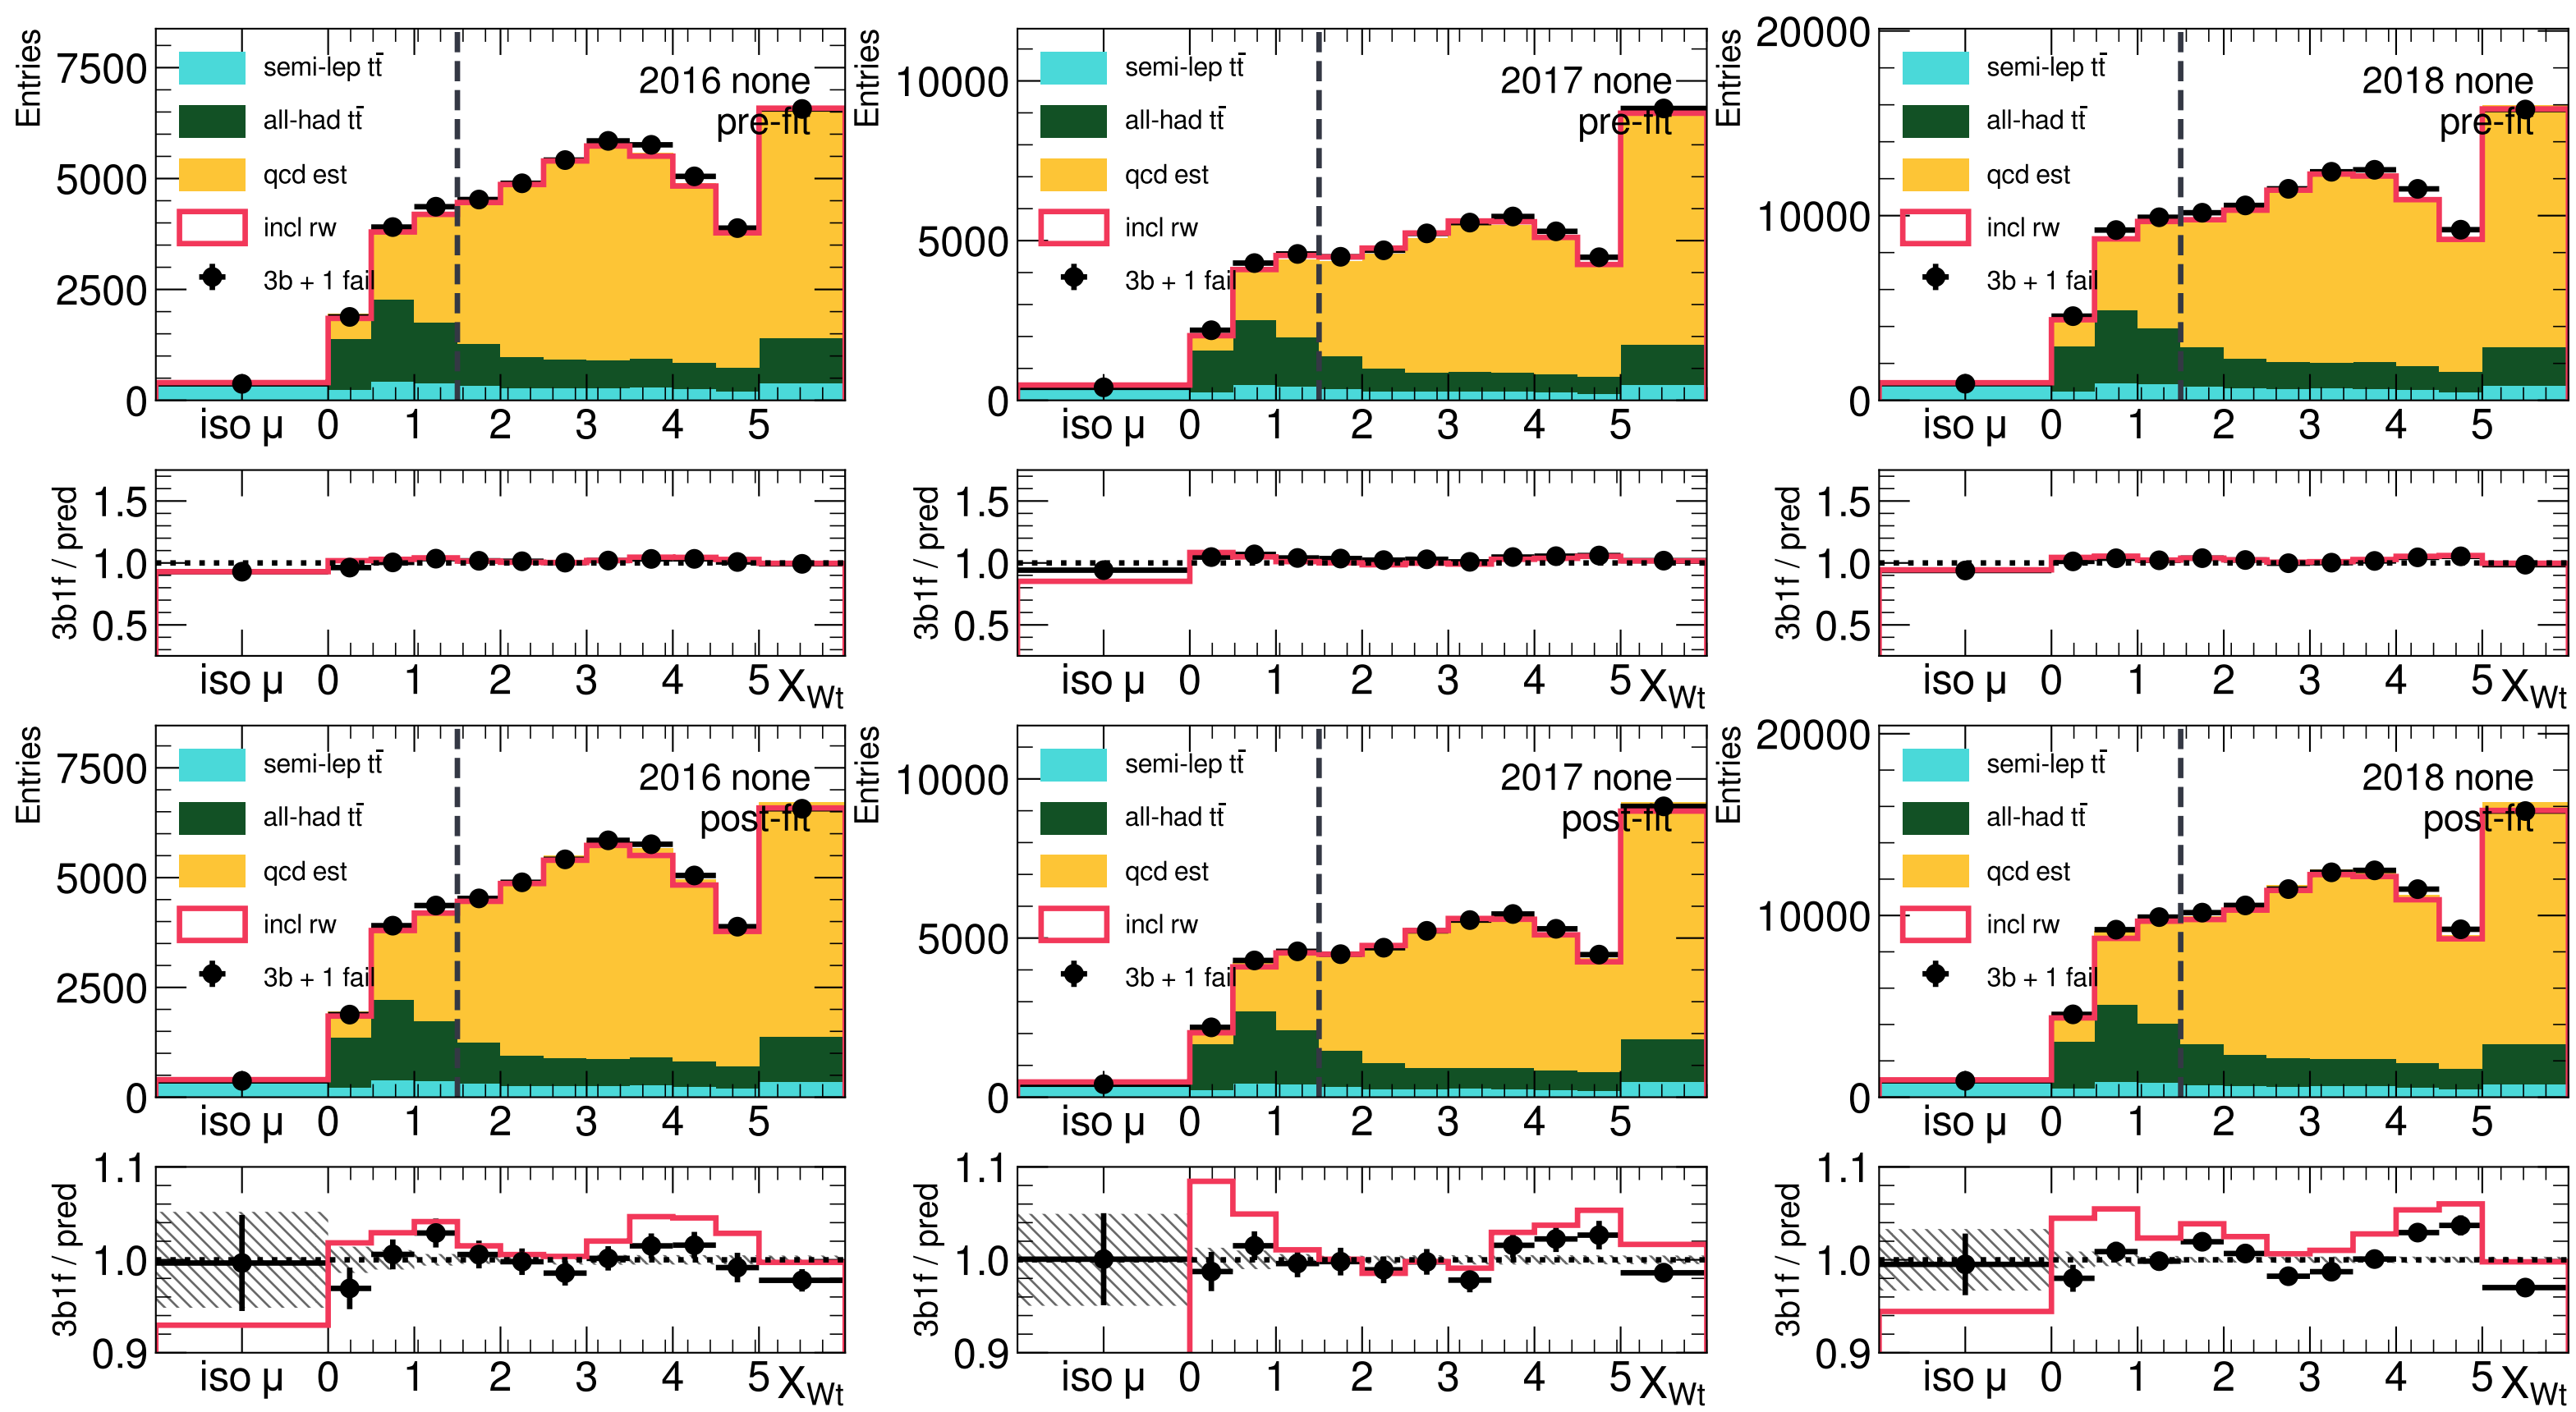 Entries
7500
5000
2500
0
semi-lep tt̄
all-had tt̄
qcd est
incl rw
3b + 1 fail
2016 none
pre-fit
iso μ 0 1 2 3 4 5
Entries
10000
5000
0
semi-lep tt̄
all-had tt̄
qcd est
incl rw
3b + 1 fail
2017 none
pre-fit
iso μ 0 1 2 3 4 5
Entries
20000
10000
0
semi-lep tt̄
all-had tt̄
qcd est
incl rw
3b + 1 fail
2018 none
pre-fit
iso μ 0 1 2 3 4 5
3b1f / pred
1.5
1.0
0.5
iso μ 0 1 2 3 4 5 XWt
3b1f / pred
1.5
1.0
0.5
iso μ 0 1 2 3 4 5 XWt
3b1f / pred
1.5
1.0
0.5
iso μ 0 1 2 3 4 5 XWt
Entries
7500
5000
2500
0
semi-lep tt̄
all-had tt̄
qcd est
incl rw
3b + 1 fail
2016 none
post-fit
iso μ 0 1 2 3 4 5
Entries
10000
5000
0
semi-lep tt̄
all-had tt̄
qcd est
incl rw
3b + 1 fail
2017 none
post-fit
iso μ 0 1 2 3 4 5
Entries
20000
10000
0
semi-lep tt̄
all-had tt̄
qcd est
incl rw
3b + 1 fail
2018 none
post-fit
iso μ 0 1 2 3 4 5
3b1f / pred
1.1
1.0
0.9
iso μ 0 1 2 3 4 5 XWt
3b1f / pred
1.1
1.0
0.9
iso μ 0 1 2 3 4 5 XWt
3b1f / pred
1.1
1.0
0.9
iso μ 0 1 2 3 4 5 XWt